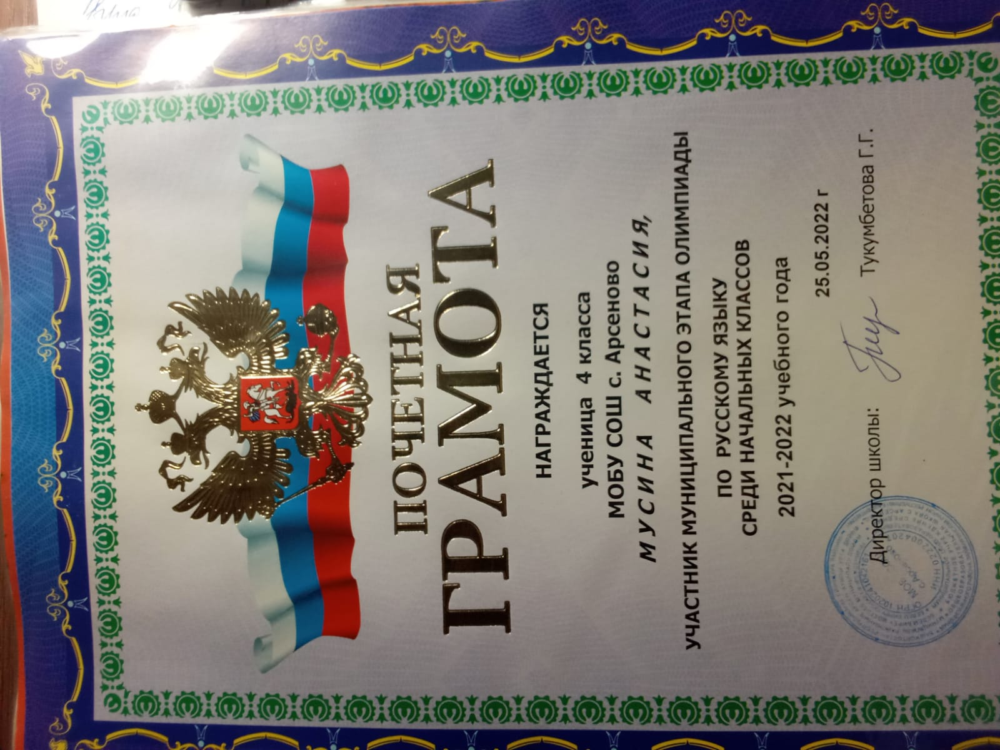 ПОЧЕТНАЯ
ГРАМОТА
НАГРАЖДАЕТСЯ
ученица 4 класса
МОБУ СОШ с. Арсеново
МУСИНА АНАСТАСИЯ,
УЧАСТНИК МУНИЦИПАЛЬНОГО ЭТАПА ОЛИМПИАДЫ
ПО РУССКОМУ ЯЗЫКУ
СРЕДИ НАЧАЛЬНЫХ КЛАССОВ
2021-2022 учебного года
25.05.2022 г
Директор школы: Тукумбетова Г.Г.